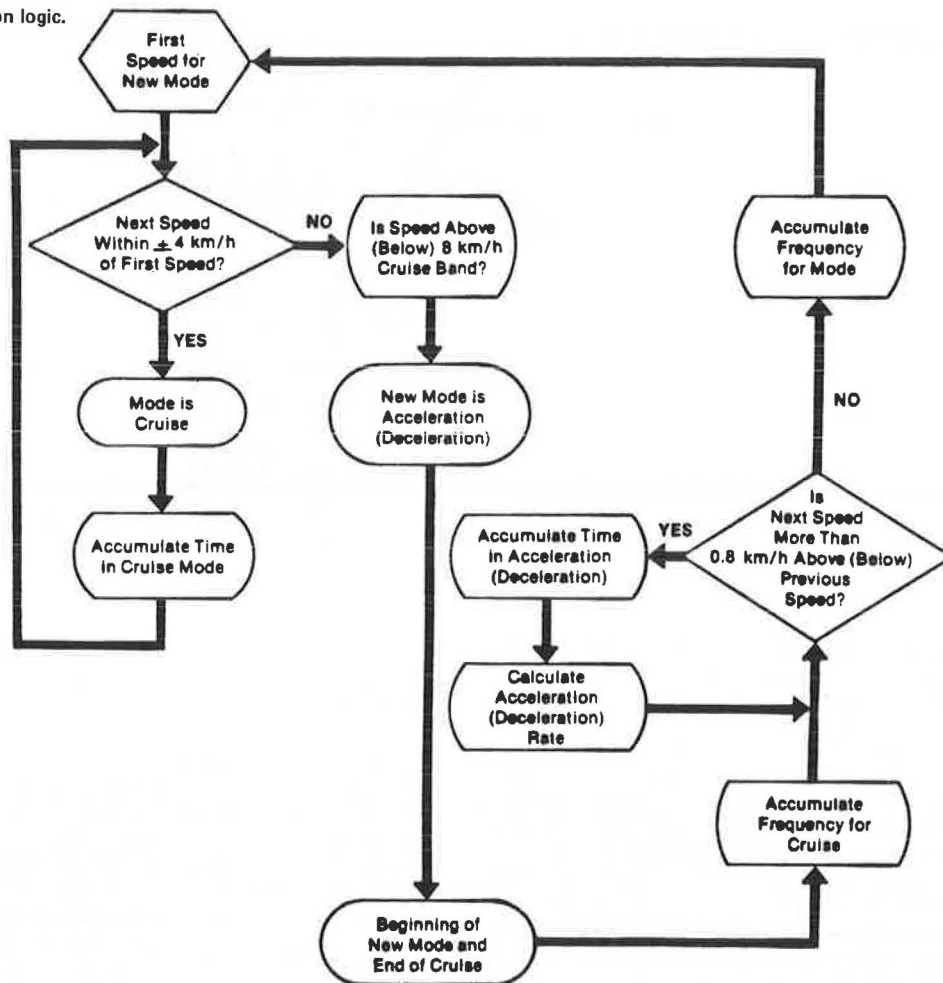 on logic.
First
Speed for
New Mode
Next Speed
Within ± 4 km/h
of First Speed?
NO
Is Speed Above
(Below) 8 km/h
Cruise Band?
YES
Mode is
Cruise
Accumulate Time
in Cruise Mode
New Mode is
Acceleration
(Deceleration)
Beginning of
New Mode and
End of Cruise
Accumulate
Frequency for
Cruise
Is
Next Speed
More Than
0.8 km/h Above (Below)
Previous
Speed?
YES
Accumulate Time
in Acceleration
(Deceleration)
Calculate
Acceleration
(Deceleration)
Rate
NO
Accumulate
Frequency
for Mode